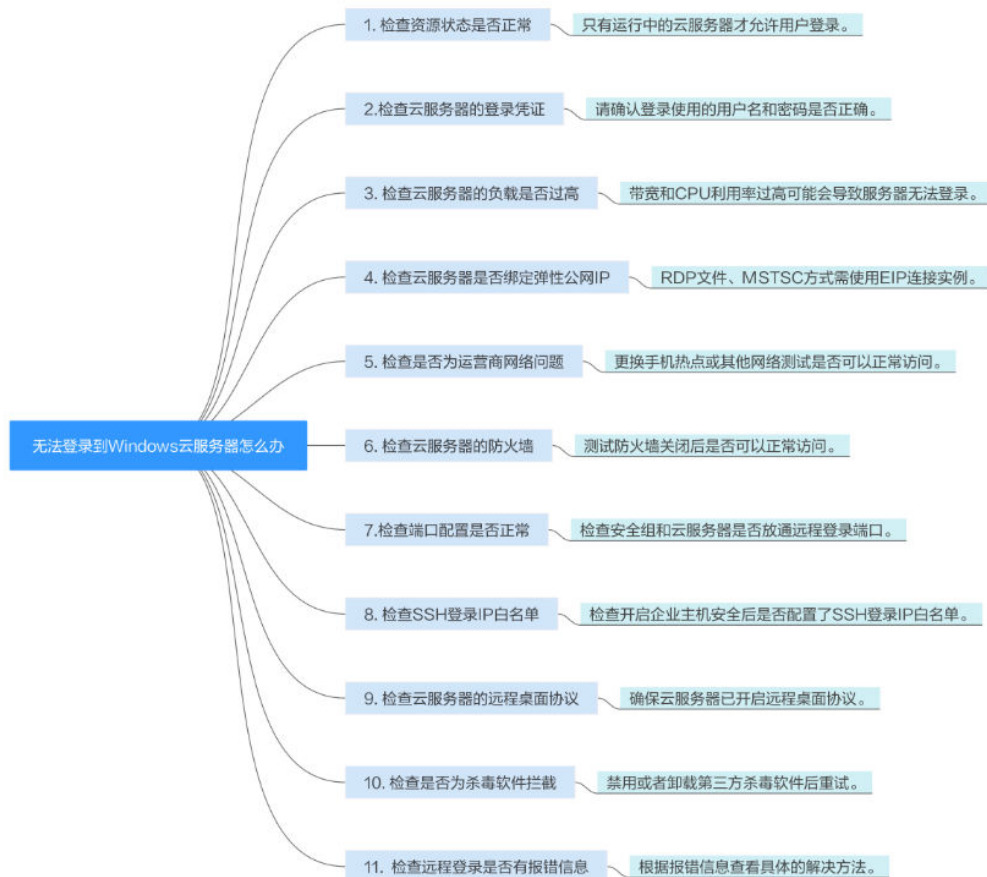 1. 检查资源状态是否正常
只有运行中的云服务器才允许用户登录。
2.检查云服务器的登录凭证
请确认登录使用的用户名和密码是否正确。
3. 检查云服务器的负载是否过高
带宽和CPU利用率过高可能会导致服务器无法登录。
4. 检查云服务器是否绑定弹性公网IP
RDP文件、MSTSC方式需使用EIP连接实例。
5. 检查是否为运营商网络问题
更换手机热点或其他网络测试是否可以正常访问。
无法登录到Windows云服务器怎么办
6. 检查云服务器的防火墙
测试防火墙关闭后是否可以正常访问。
7.检查端口配置是否正常
检查安全组和云服务器是否放通远程登录端口。
8. 检查SSH登录IP白名单
检查开启企业主机安全后是否配置了SSH登录IP白名单。
9. 检查云服务器的远程桌面协议
确保云服务器已开启远程桌面协议。
10. 检查是否为杀毒软件拦截
禁用或者卸载第三方杀毒软件后重试。
11. 检查远程登录是否有报错信息
根据报错信息查看具体的解决方法。